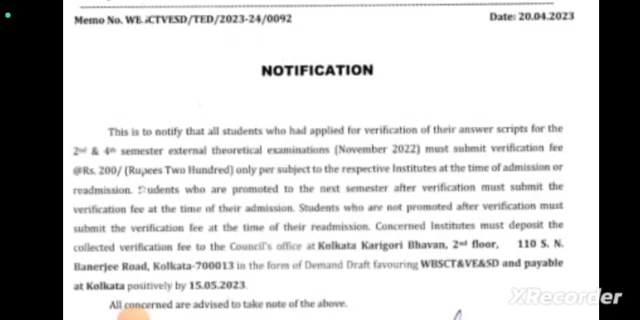 Memo No. WBSCTVESD/TED/2023-24/0092 Date: 20.04.2023
NOTIFICATION
This is to notify that all students who had applied for verification of their answer scripts for the
2nd & 4th semester external theoretical examinations (November 2022) must submit verification fee
@Rs. 200/ (Rupees Two Hundred) only per subject to the respective Institutes at the time of admission or
readmission. Students who are promoted to the next semester after verification must submit the
verification fee at the time of their admission. Students who are not promoted after verification must
submit the verification fee at the time of their readmission. Concerned Institutes must deposit the
collected verification fee to the Council's office at Kolkata Karigori Bhavan, 2nd floor, 110 S. N.
Banerjee Road, Kolkata-700013 in the form of Demand Draft favouring WBSCT&VE&SD and payable
at Kolkata positively by 15.05.2023.
All concerned are advised to take note of the above.
XRecorder